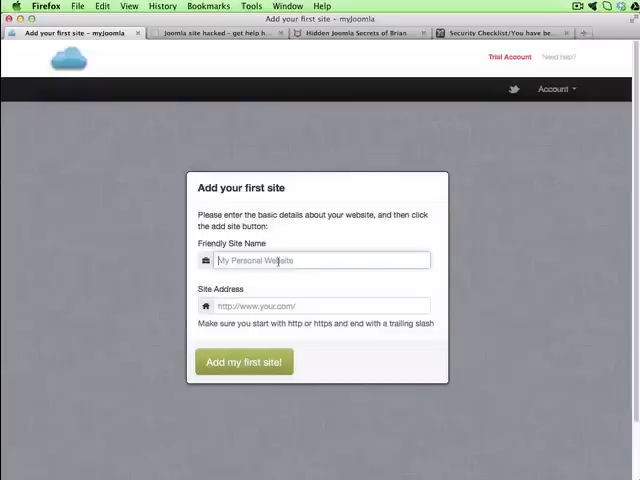 Firefox File Edit View History Bookmarks Tools Window Help
Add your first site – myJoomla
Add your first site – myJoomla
Joomla site hacked – get help h...
Hidden Joomla Secrets of Brian
Security Checklist/You have be...
Trial Account Need help?
Account
Add your first site
Please enter the basic details about your website, and then click
the add site button:
Friendly Site Name
My Personal Website
Site Address
http://www.your.com/
Make sure you start with http or https and end with a trailing slash
Add my first site!